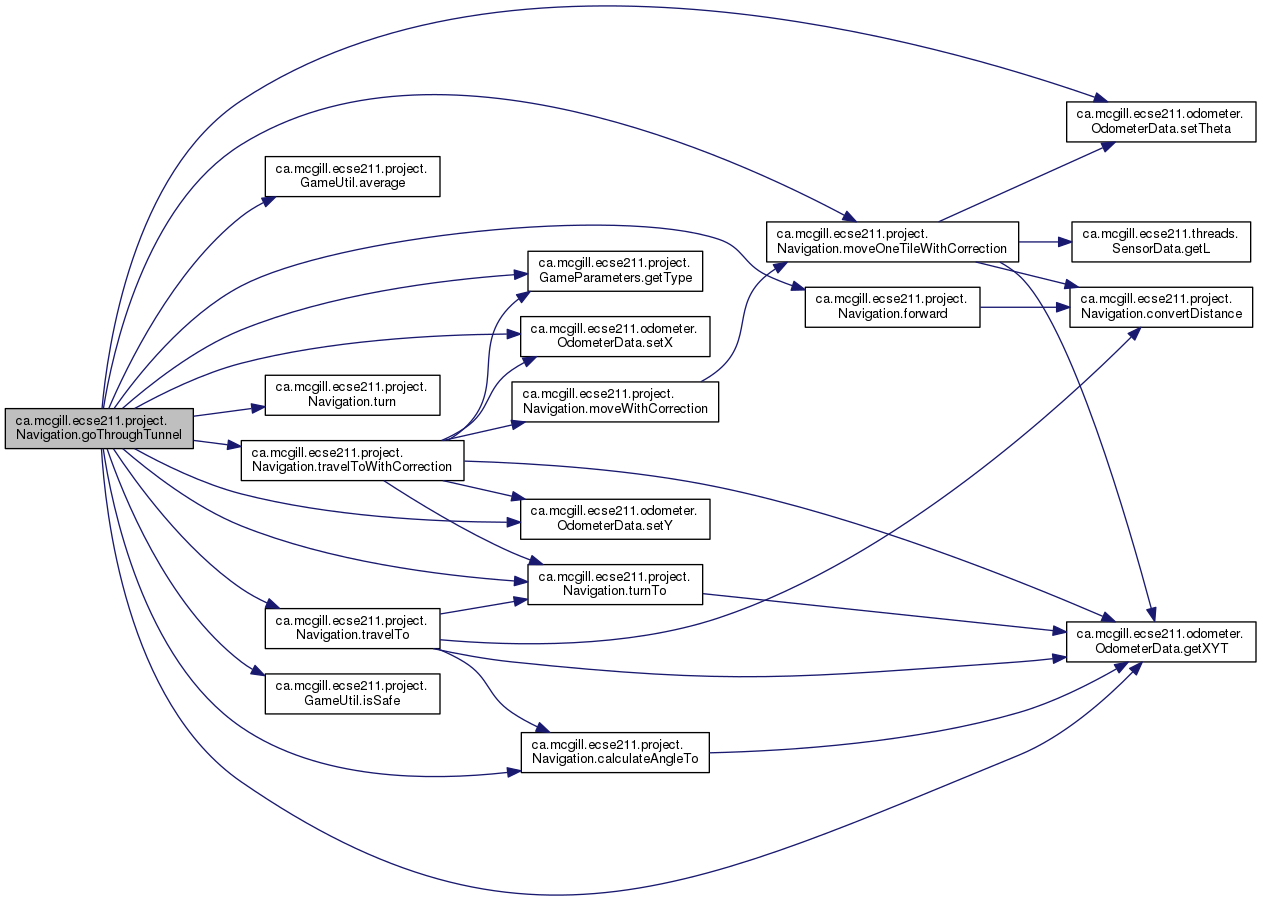 ca.mcgill.ecse211.odometer.
OdometerData.setTheta
ca.mcgill.ecse211.project.
GameUtil.average
ca.mcgill.ecse211.project.
Navigation.moveOneTileWithCorrection
ca.mcgill.ecse211.threads.
SensorData.getL
ca.mcgill.ecse211.project.
GameParameters.getType
ca.mcgill.ecse211.project.
Navigation.forward
ca.mcgill.ecse211.project.
Navigation.convertDistance
ca.mcgill.ecse211.odometer.
OdometerData.setX
ca.mcgill.ecse211.project.
Navigation.turn
ca.mcgill.ecse211.project.
Navigation.moveWithCorrection
ca.mcgill.ecse211.project.
Navigation.goThroughTunnel
ca.mcgill.ecse211.project.
Navigation.travelToWithCorrection
ca.mcgill.ecse211.odometer.
OdometerData.setY
ca.mcgill.ecse211.project.
Navigation.turnTo
ca.mcgill.ecse211.project.
Navigation.travelTo
ca.mcgill.ecse211.odometer.
OdometerData.getXYT
ca.mcgill.ecse211.project.
GameUtil.isSafe
ca.mcgill.ecse211.project.
Navigation.calculateAngleTo